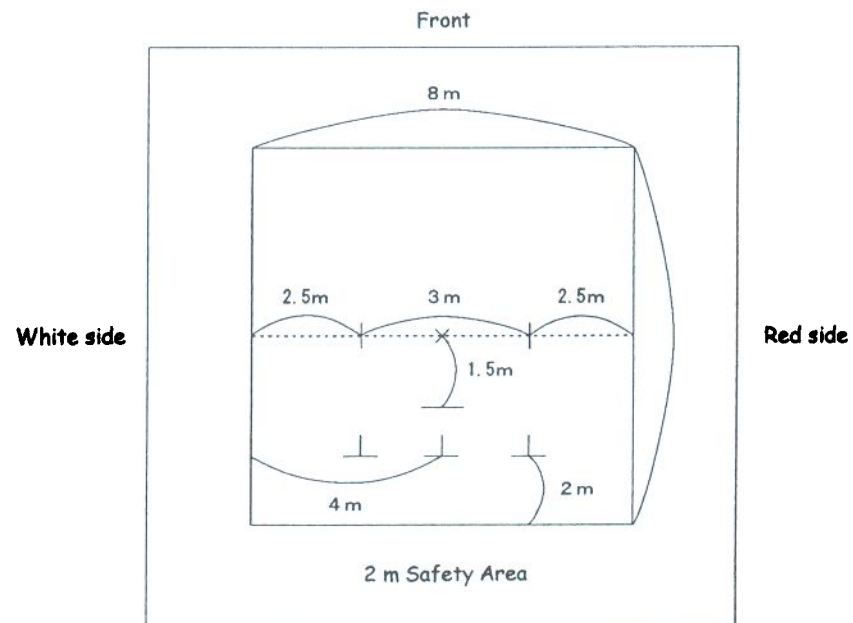 Front
8 m
2.5m
3 m
2.5m
White side
Red side
1.5m
2 m
4 m
2 m Safety Area